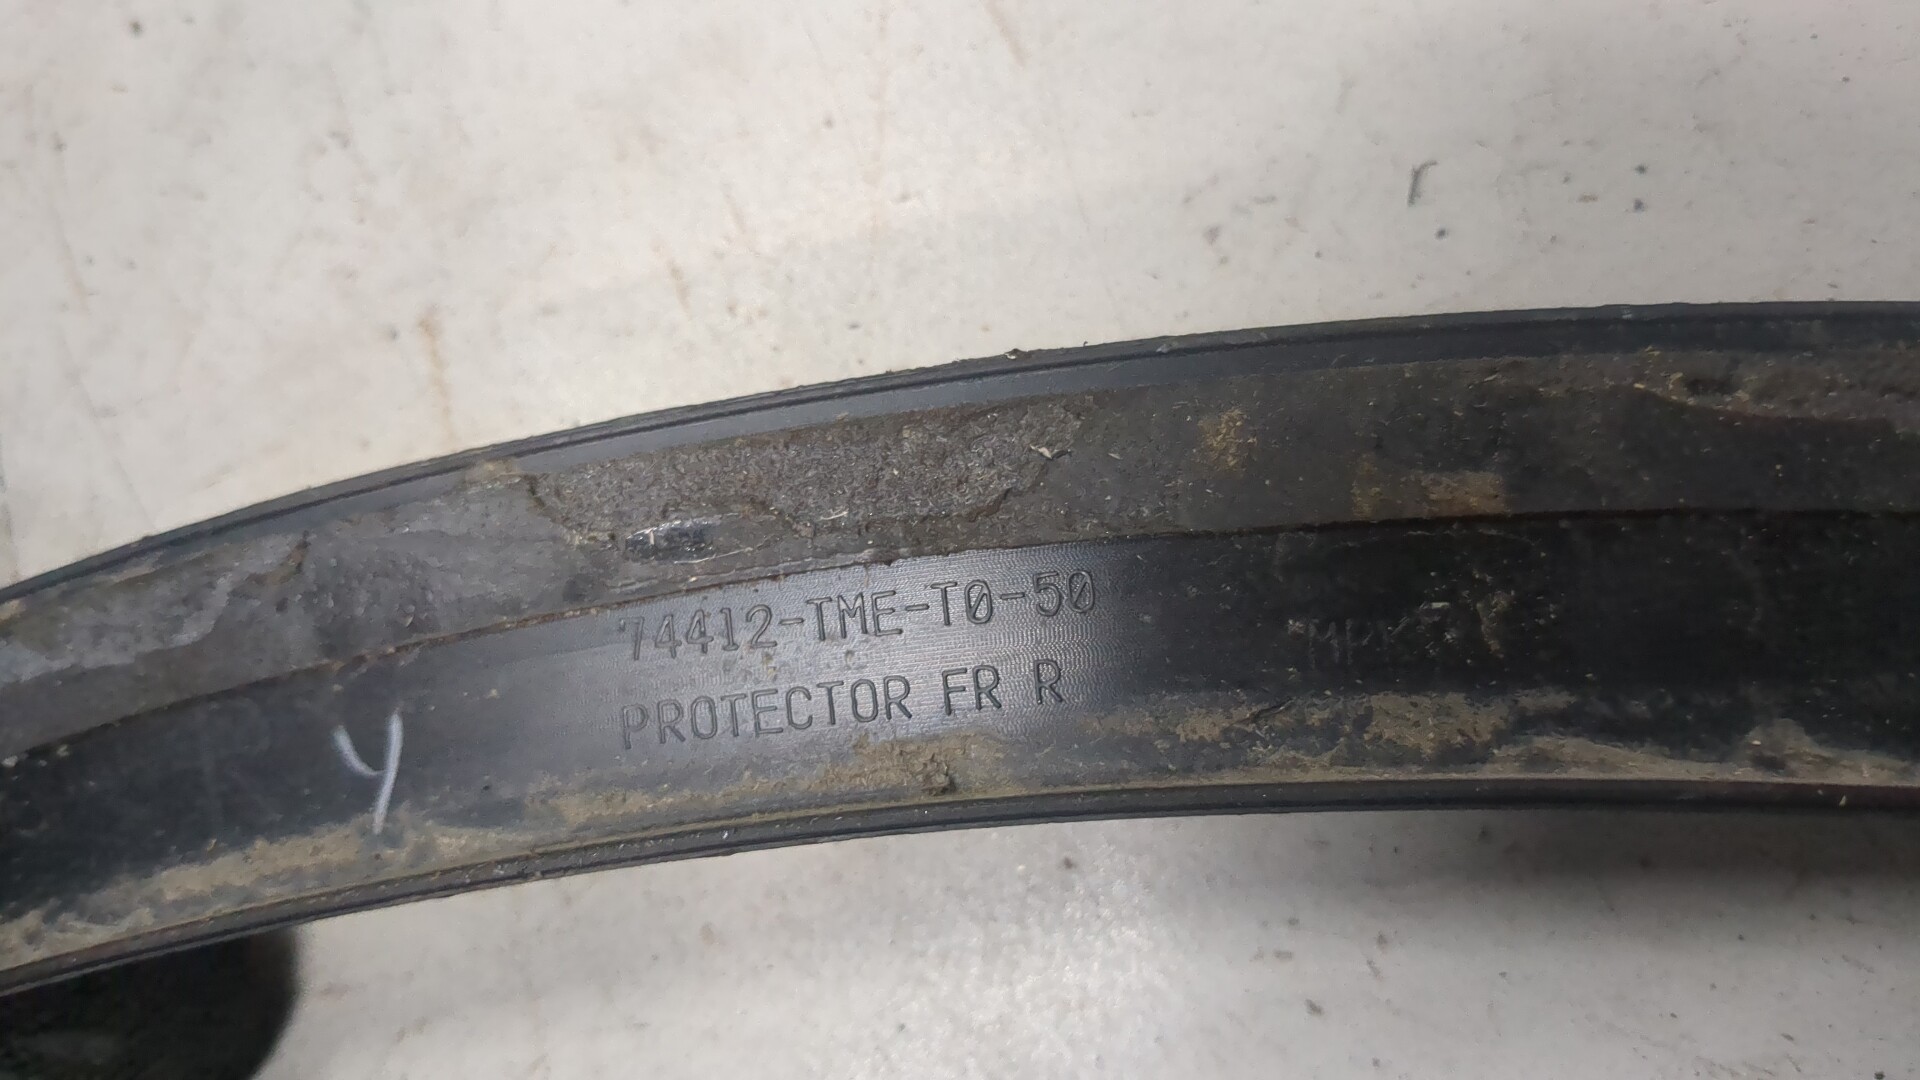 74412-TME-T0-50
PROTECTOR FR R